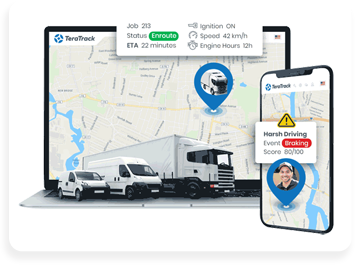 TeraTrack
Job 213
Status Enroute
ETA 22 minutes
Ignition ON
Speed 42 km/h
Engine Hours 12h
TeraTrack
Harsh Driving
Event Braking
Score 80/100